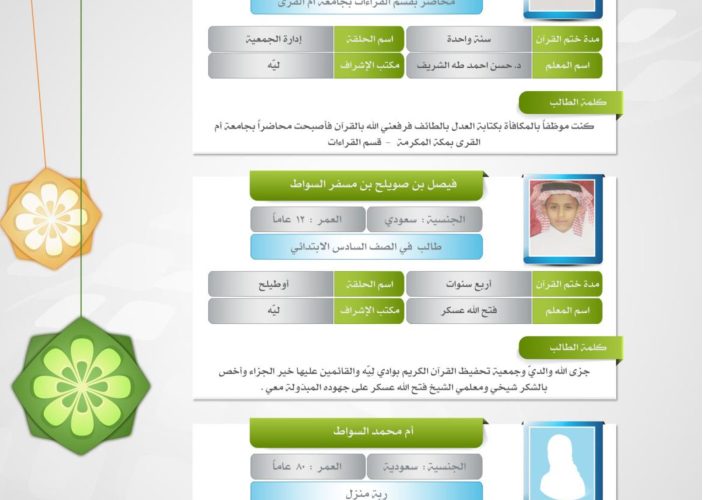 محاضر بقسم القراءات بجامعة أم القرى
مدة ختم القرآن سنة واحدة اسم الحلقة إدارة الجمعية
اسم المعلم د. حسن احمد طه الشريف مكتب الإشراف ليّه
كلمة الطالب
كنت موظفاً بالمكافأة بكتابة العدل بالطائف فرفعني الله بالقرآن فأصبحت محاضراً بجامعة أم
القرى بمكة المكرمة - قسم القراءات
فيصل بن صويلح بن مسفر السواط
الجنسية : سعودي العمر : ١٢ عاماً
طالب في الصف السادس الابتدائي
مدة ختم القرآن أربع سنوات اسم الحلقة أوطيلح
اسم المعلم فتح الله عسكر مكتب الإشراف ليّه
كلمة الطالب
جزى الله والديّ وجمعية تحفيظ القرآن الكريم بوادي ليّه والقائمين عليها خير الجزاء وأخص
بالشكر شيخي ومعلمي الشيخ فتح الله عسكر على جهوده المبذولة معي .
أم محمد السواط
الجنسية : سعودية العمر : ٨٠ عاماً
ربة منزل